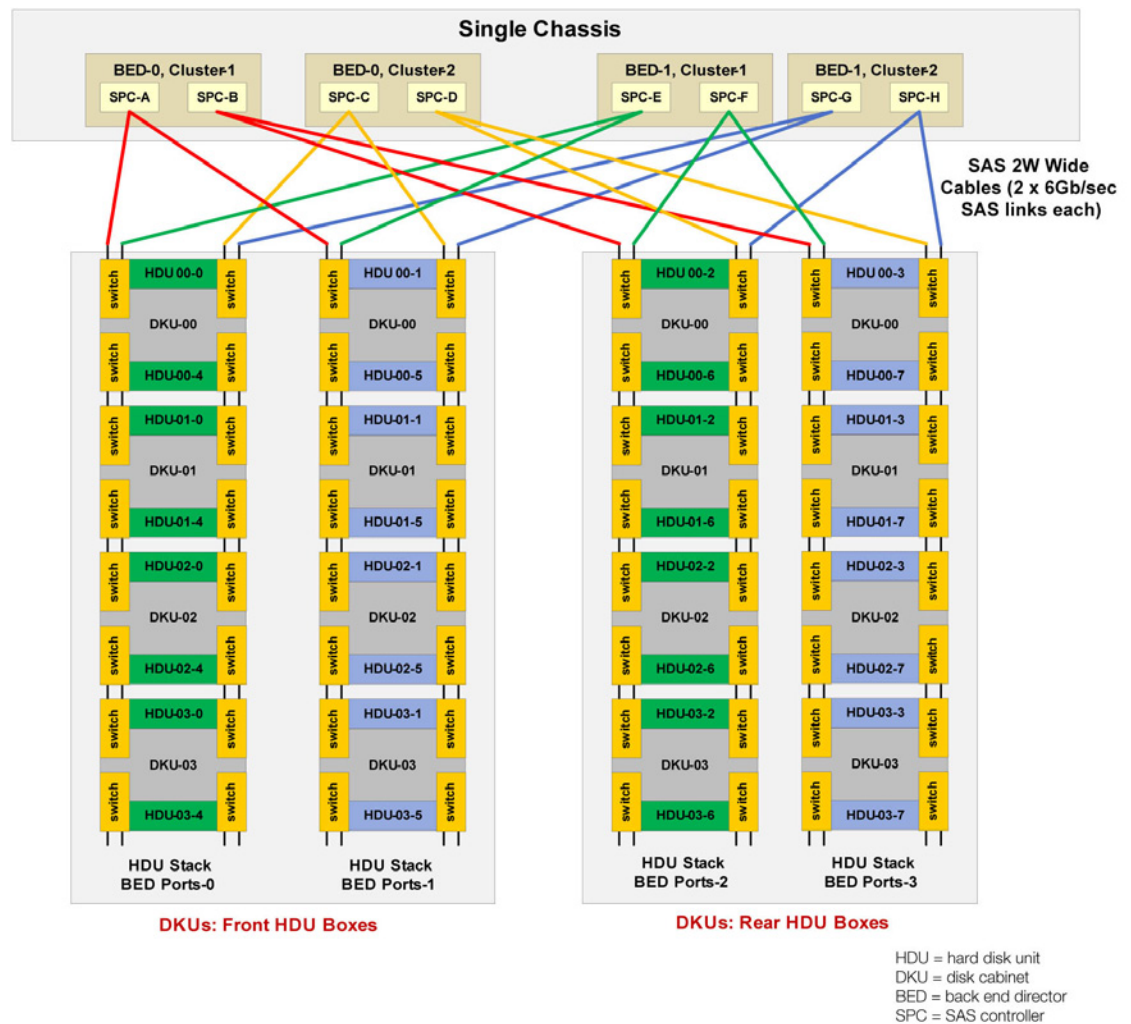 Single Chassis
BED-0, Cluster-1
BED-0, Cluster-2
BED-1, Cluster-1
BED-1, Cluster-2
SPC-A
SPC-B
SPC-C
SPC-D
SPC-E
SPC-F
SPC-G
SPC-H
SAS 2W Wide
Cables (2 x 6Gb/sec
SAS links each)
switch
HDU 00-0
switch
switch
HDU 00-1
switch
switch
HDU 00-2
switch
switch
HDU 00-3
switch
DKU-00
DKU-00
DKU-00
DKU-00
switch
HDU-00-4
switch
switch
HDU-00-5
switch
switch
HDU-00-6
switch
switch
HDU-00-7
switch
switch
HDU-01-0
switch
switch
HDU-01-1
switch
switch
HDU-01-2
switch
switch
HDU-01-3
switch
DKU-01
DKU-01
DKU-01
DKU-01
switch
HDU-01-4
switch
switch
HDU-01-5
switch
switch
HDU-01-6
switch
switch
HDU-01-7
switch
switch
HDU-02-0
switch
switch
HDU-02-1
switch
switch
HDU-02-2
switch
switch
HDU-02-3
switch
DKU-02
DKU-02
DKU-02
DKU-02
switch
HDU-02-4
switch
switch
HDU-02-5
switch
switch
HDU-02-6
switch
switch
HDU-02-7
switch
switch
HDU-03-0
switch
switch
HDU-03-1
switch
switch
HDU-03-2
switch
switch
HDU-03-3
switch
DKU-03
DKU-03
DKU-03
DKU-03
switch
HDU-03-4
switch
switch
HDU-03-5
switch
switch
HDU-03-6
switch
switch
HDU-03-7
switch
HDU Stack
BED Ports-0
HDU Stack
BED Ports-1
HDU Stack
BED Ports-2
HDU Stack
BED Ports-3
DKUs: Front HDU Boxes
DKUs: Rear HDU Boxes
HDU = hard disk unit
DKU = disk cabinet
BED = back end director
SPC = SAS controller